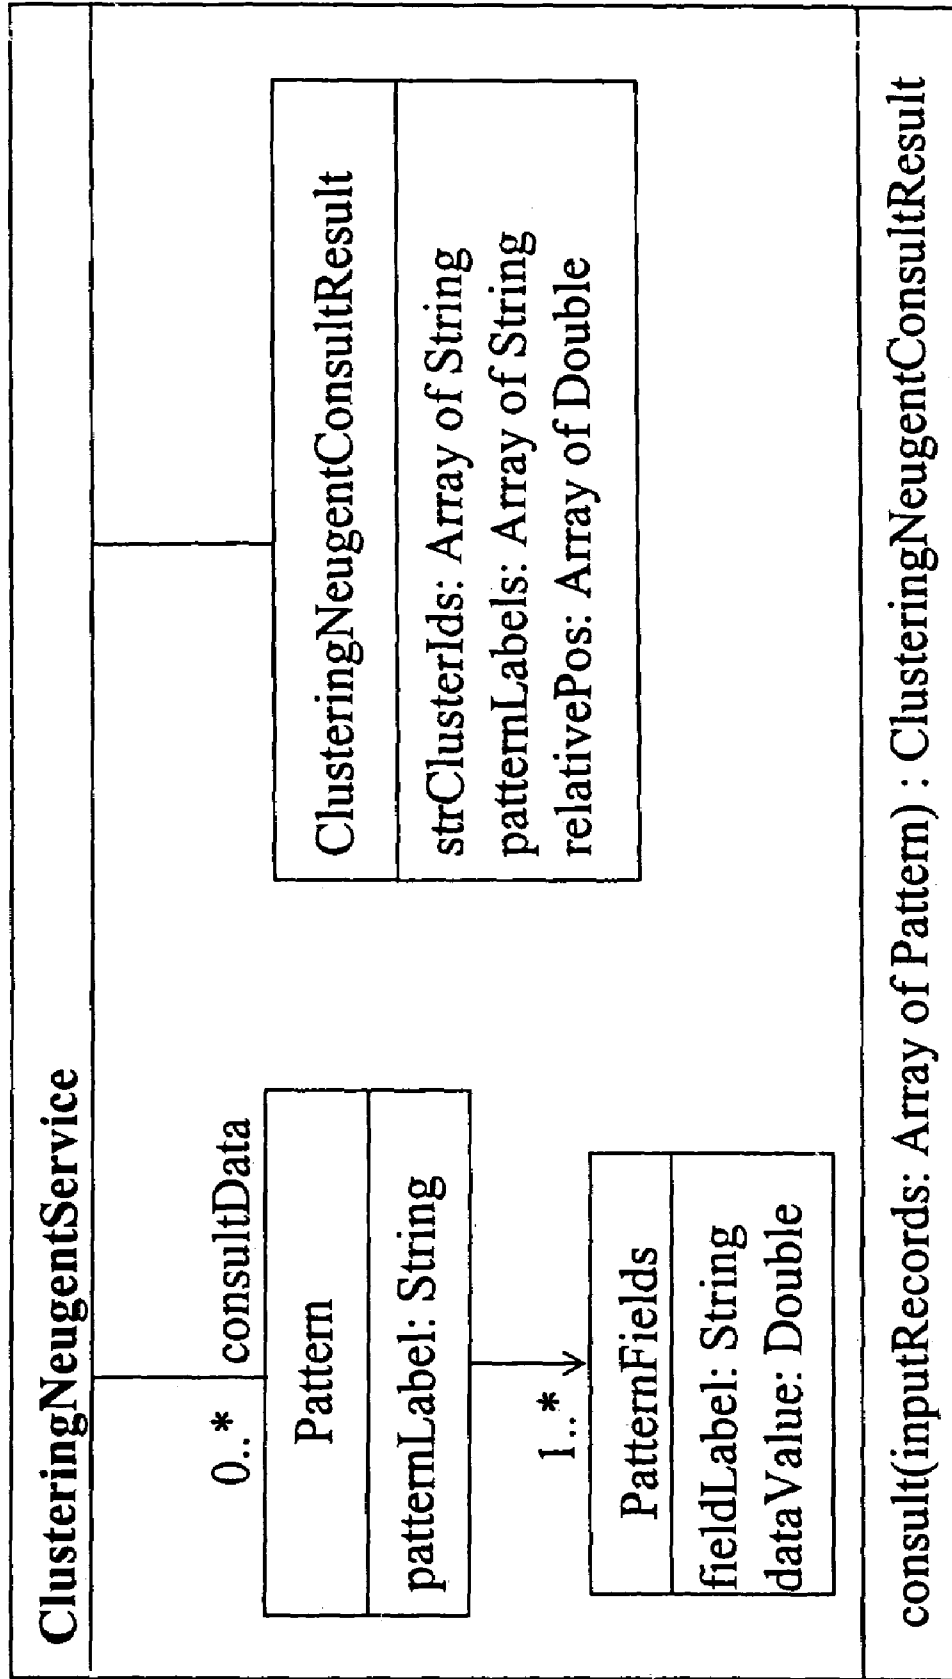 ClusteringNeugentService
0..* consultData
Pattern
patternLabel: String
1..*
PatternFields
fieldLabel: String
dataValue: Double
ClusteringNeugentConsultResult
strClusterIds: Array of String
patternLabels: Array of String
relativePos: Array of Double
consult(inputRecords: Array of Pattern) : ClusteringNeugentConsultResult